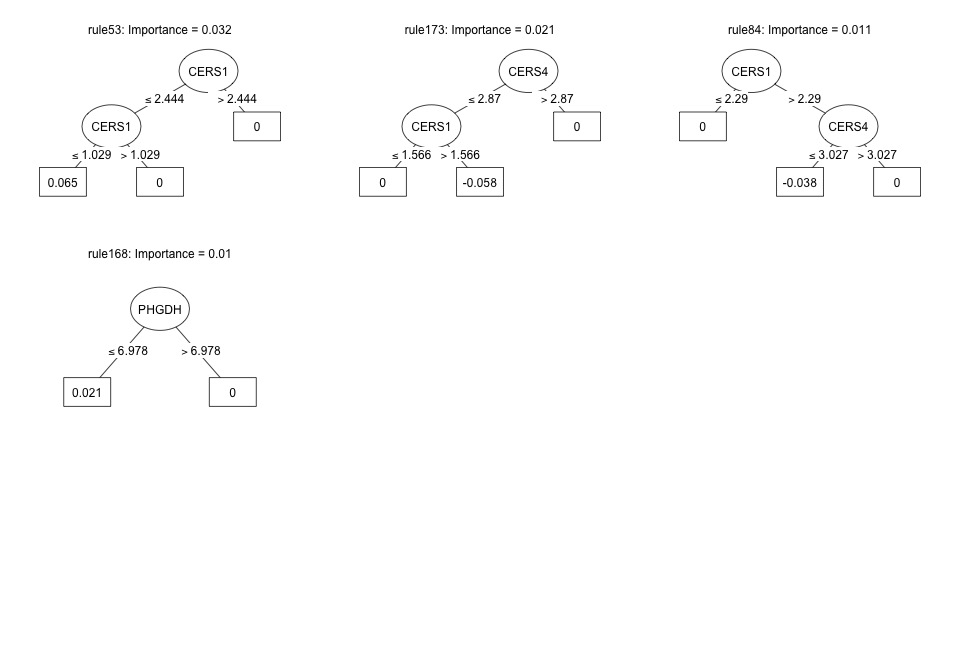 rule53: Importance = 0.032
rule173: Importance = 0.021
rule84: Importance = 0.011
CERS1
CERS4
CERS1
≤ 2.444
> 2.444
≤ 2.87
> 2.87
≤ 2.29
> 2.29
CERS1
0
CERS1
0
0
CERS4
≤ 1.029
> 1.029
≤ 1.566
> 1.566
≤ 3.027
> 3.027
0.065
0
0
-0.058
-0.038
0
rule168: Importance = 0.01
PHGDH
≤ 6.978
> 6.978
0.021
0